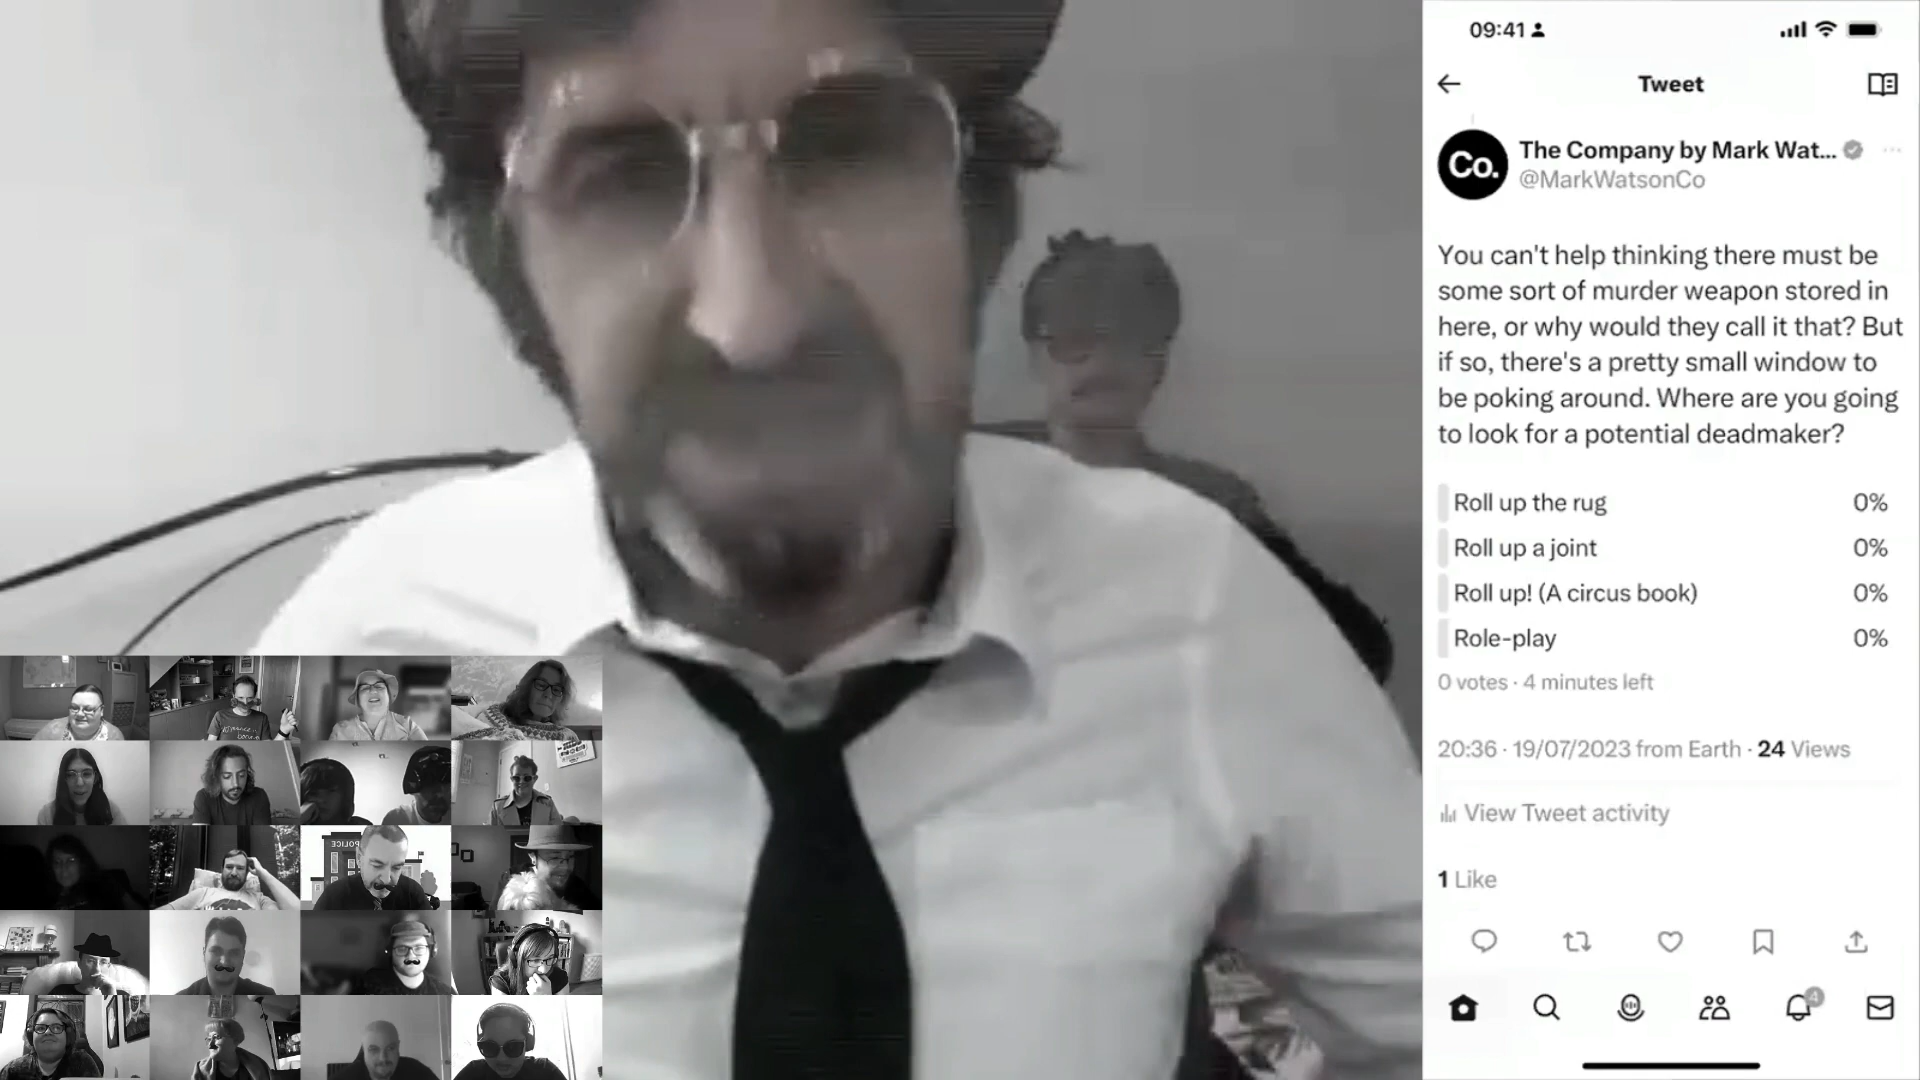 09:41
Tweet
Co.
The Company by Mark Wat...
@MarkWatsonCo
You can't help thinking there must be
some sort of murder weapon stored in
here, or why would they call it that? But
if so, there's a pretty small window to
be poking around. Where are you going
to look for a potential deadmaker?
Roll up the rug 0%
Roll up a joint 0%
Roll up! (A circus book) 0%
Role-play 0%
0 votes · 4 minutes left
20:36 · 19/07/2023 from Earth · 24 Views
View Tweet activity
1 Like
4
POLICE